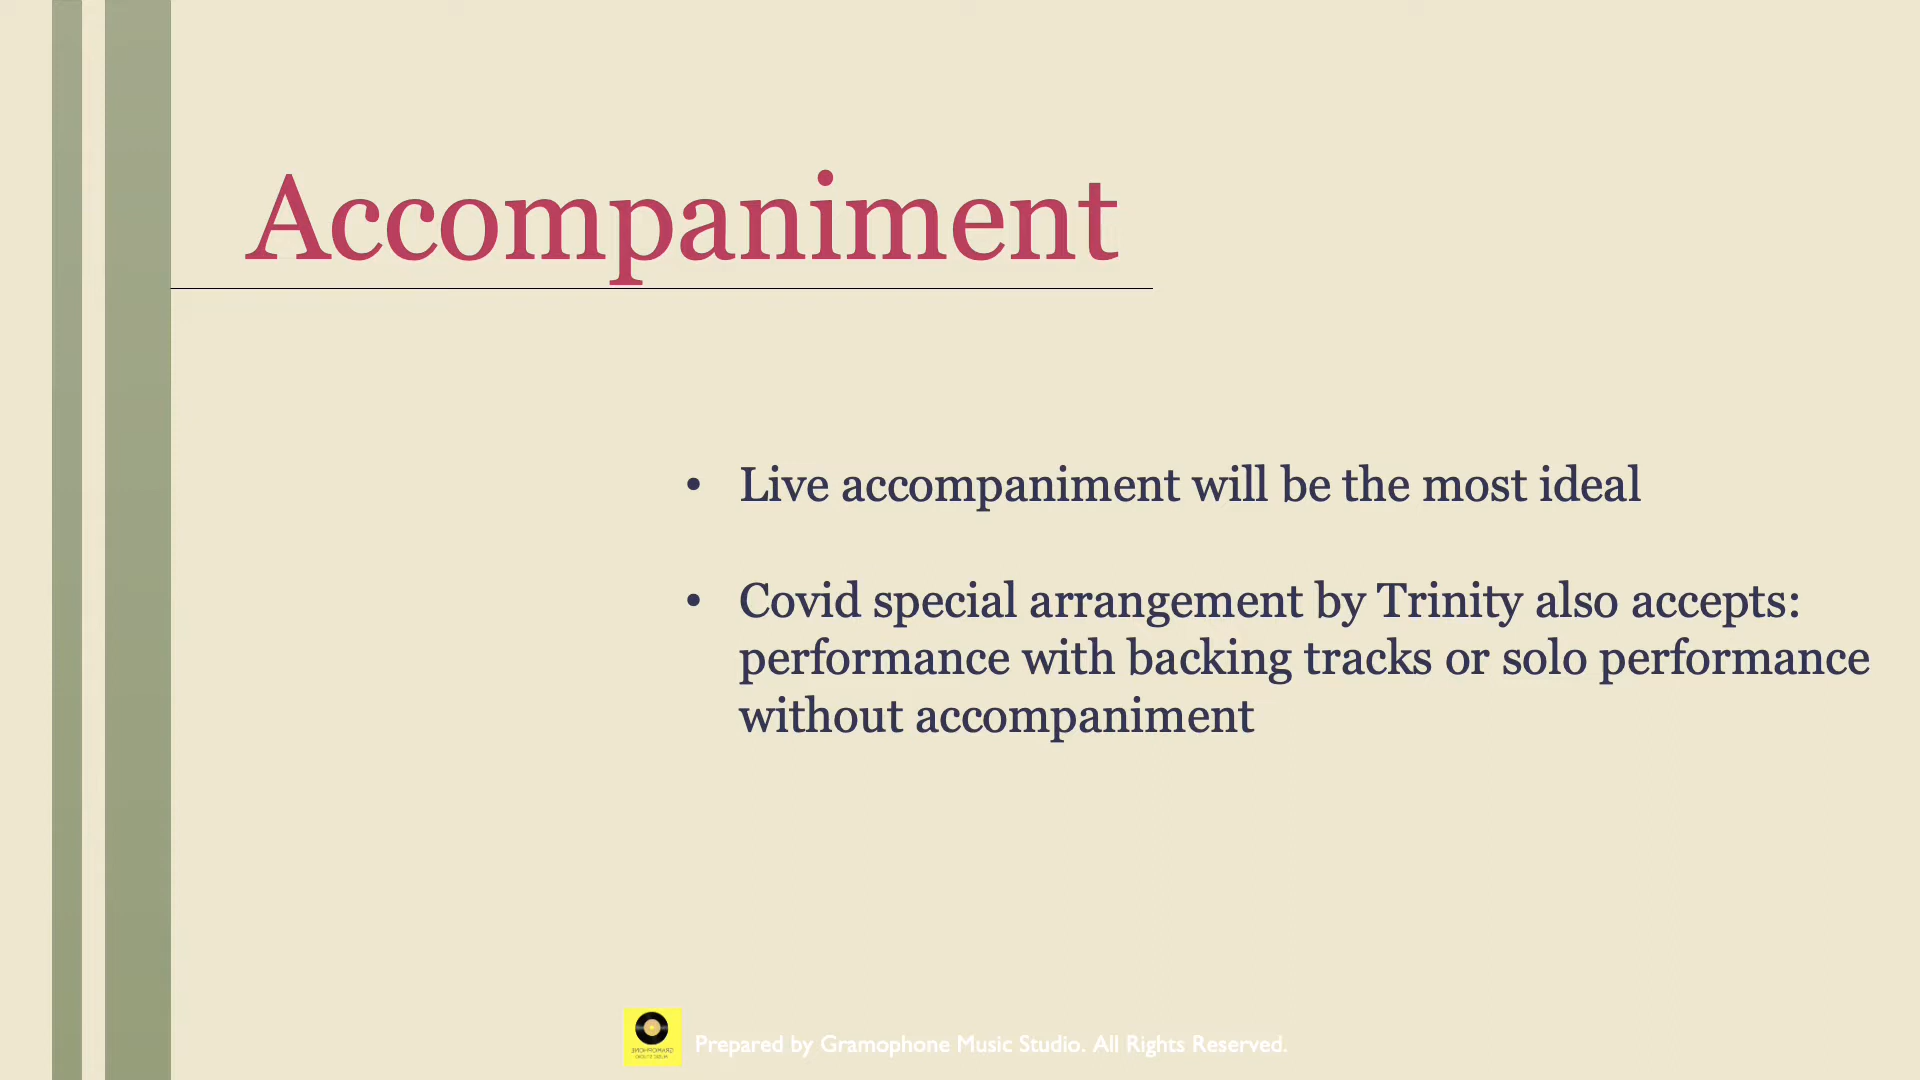 Accompaniment
• Live accompaniment will be the most ideal
• Covid special arrangement by Trinity also accepts:
performance with backing tracks or solo performance
without accompaniment
Prepared by Gramophone Music Studio. All Rights Reserved.